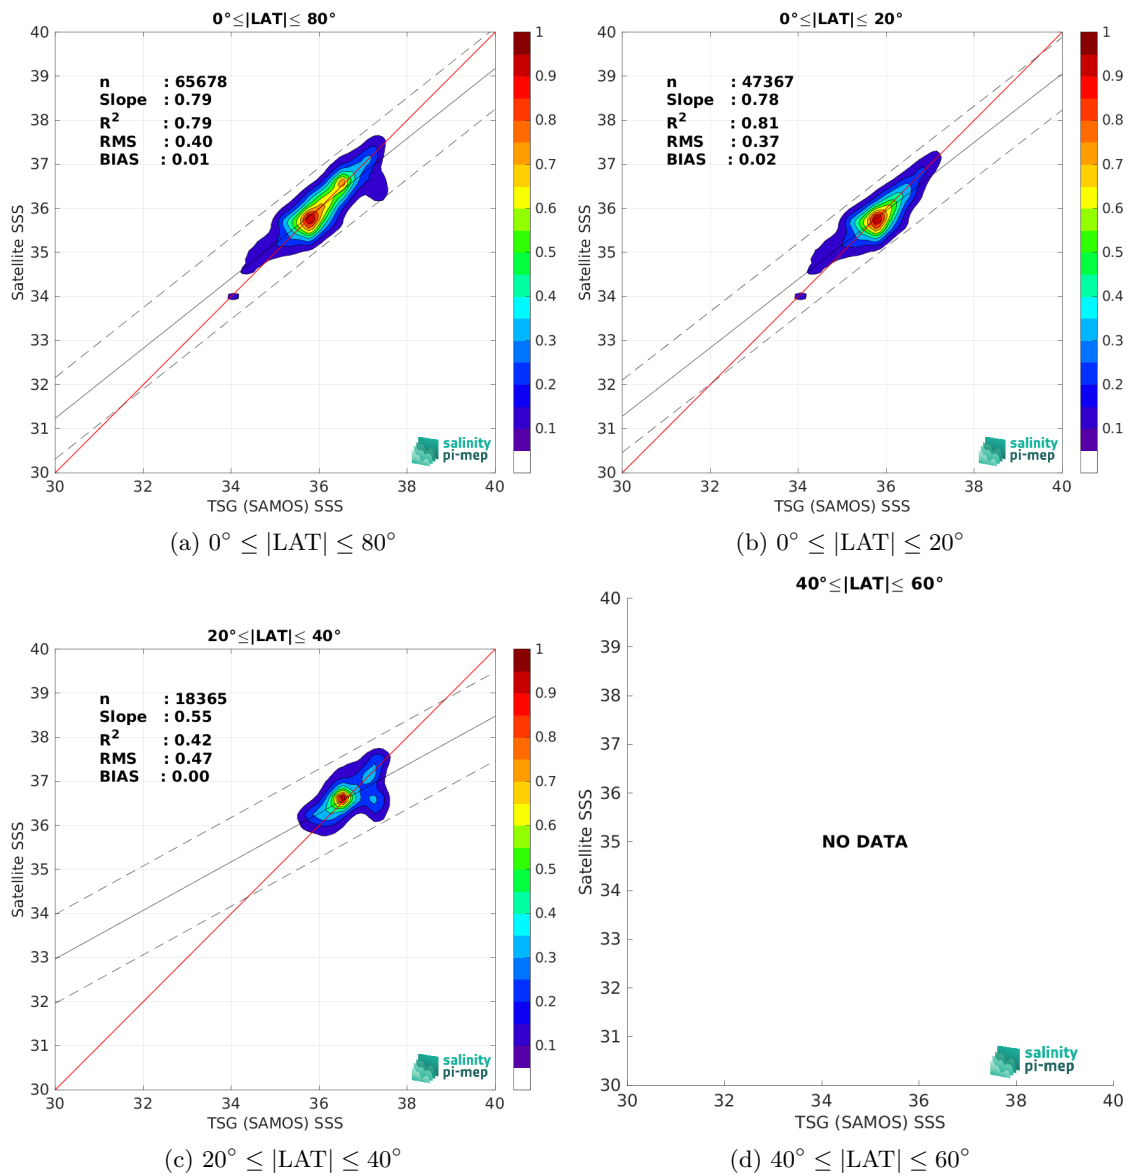 0°≤|LAT|≤ 80°
40
39
38
37
36
35
34
33
32
31
30
Satellite SSS
n : 65678
Slope : 0.79
R² : 0.79
RMS : 0.40
BIAS : 0.01
1
0.9
0.8
0.7
0.6
0.5
0.4
0.3
0.2
0.1
salinity
pi-mep
30 32 34 36 38 40
TSG (SAMOS) SSS
(a) 0° ≤ |LAT| ≤ 80°
0°≤|LAT|≤ 20°
40
39
38
37
36
35
34
33
32
31
30
Satellite SSS
n : 47367
Slope : 0.78
R² : 0.81
RMS : 0.37
BIAS : 0.02
1
0.9
0.8
0.7
0.6
0.5
0.4
0.3
0.2
0.1
salinity
pi-mep
30 32 34 36 38 40
TSG (SAMOS) SSS
(b) 0° ≤ |LAT| ≤ 20°
20°≤|LAT|≤ 40°
40
39
38
37
36
35
34
33
32
31
30
Satellite SSS
n : 18365
Slope : 0.55
R² : 0.42
RMS : 0.47
BIAS : 0.00
1
0.9
0.8
0.7
0.6
0.5
0.4
0.3
0.2
0.1
salinity
pi-mep
30 32 34 36 38 40
TSG (SAMOS) SSS
(c) 20° ≤ |LAT| ≤ 40°
40°≤|LAT|≤ 60°
40
39
38
37
36
35
34
33
32
31
30
Satellite SSS
NO DATA
salinity
pi-mep
30 32 34 36 38 40
TSG (SAMOS) SSS
(d) 40° ≤ |LAT| ≤ 60°